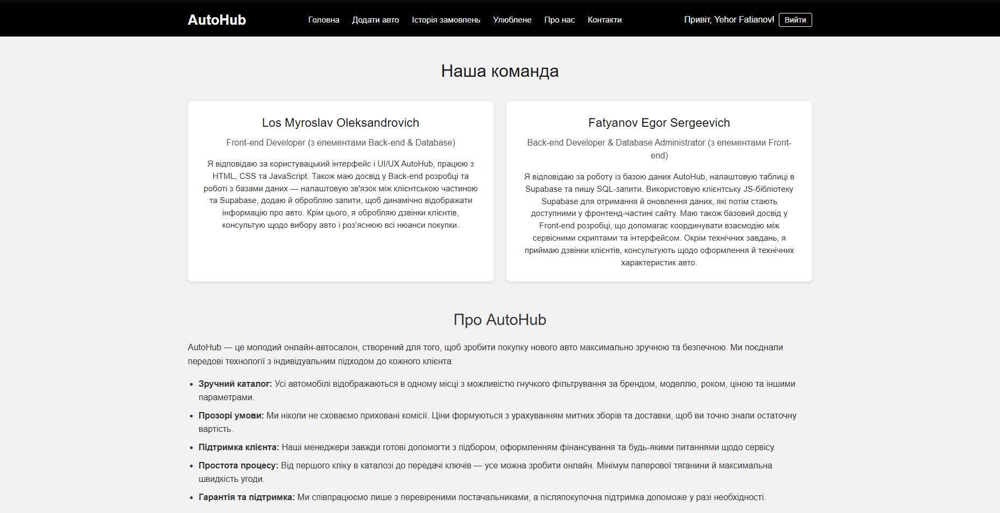 AutoHub
Головна Додати авто Історія замовлень Улюблене Про нас Контакти
Привіт, Yehor Fatianov! Вийти
Наша команда
Los Myroslav Oleksandrovich
Front-end Developer (з елементами Back-end & Database)
Я відповідаю за користувацький інтерфейс і UI/UX AutoHub, працюю з
HTML, CSS та JavaScript. Також маю досвід у Back-end розробці та
роботі з базами даних — налаштовую зв'язок між клієнтською частиною
та Supabase, додаю й обробляю запити, щоб динамічно відображати
інформацію про авто. Крім цього, я обробляю дзвінки клієнтів,
консультую щодо вибору авто і роз’яснюю всі нюанси покупки.
Fatyanov Egor Sergeevich
Back-end Developer & Database Administrator (з елементами Front-
end)
Я відповідаю за роботу із базою даних AutoHub, налаштовую таблиці в
Supabase та пишу SQL-запити. Використовую клієнтську JS-бібліотеку
Supabase для отримання й оновлення даних, які потім стають
доступними у фронтенд-частині сайту. Маю також базовий досвід у
Front-end розробці, що допомагає координувати взаємодію між
сервісними скриптами та інтерфейсом. Окрім технічних завдань, я
приймаю дзвінки клієнтів, консультують щодо оформлення й технічних
характеристик авто.
Про AutoHub
AutoHub — це молодий онлайн-автосалон, створений для того, щоб зробити покупку нового авто максимально зручною та безпечною. Ми поєднали
передові технології з індивідуальним підходом до кожного клієнта:
• Зручний каталог: Усі автомобілі відображаються в одному місці з можливістю гнучкого фільтрування за брендом, моделлю, роком, ціною та іншими
параметрами.
• Прозорі умови: Ми ніколи не сховаємо приховані комісії. Ціни формуються з урахуванням митних зборів та доставки, щоб ви точно знали остаточну
вартість.
• Підтримка клієнта: Наші менеджери завжди готові допомогти з підбором, оформленням фінансування та будь-якими питаннями щодо сервісу.
• Простота процесу: Від першого кліку в каталозі до передачі ключів — усе можна зробити онлайн. Мінімум паперової тяганини й максимальна
швидкість угоди.
• Гарантія та підтримка: Ми співпрацюємо лише з перевіреними постачальниками, а післяпокупочна підтримка допоможе у разі необхідності.